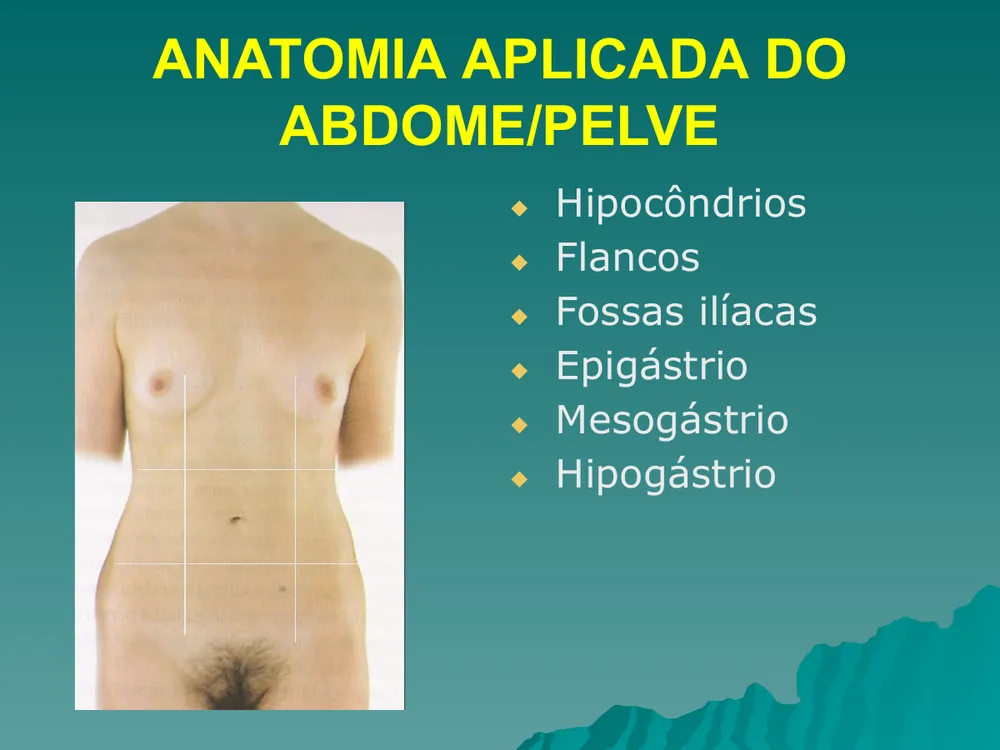 ANATOMIA APLICADA DO
ABDOME/PELVE
Hipocôndrios
Flancos
Fossas ilíacas
Epigástrio
Mesogástrio
Hipogástrio